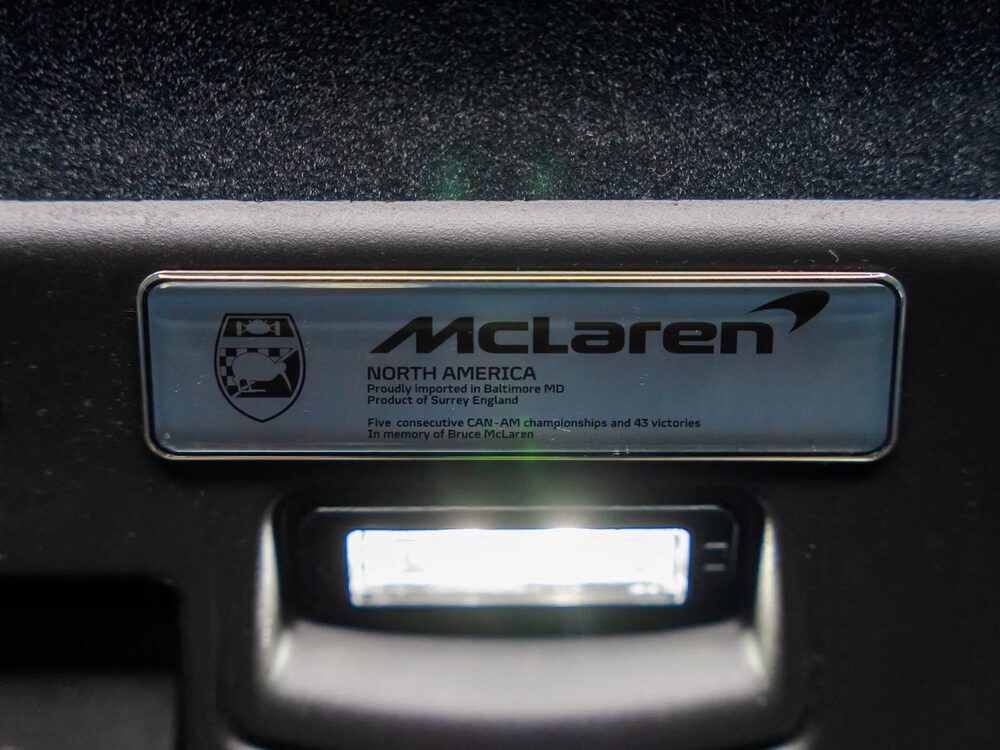 McLaren
NORTH AMERICA
Proudly imported in Baltimore MD
Product of Surrey England
Five consecutive CAN-AM championships and 43 victories
In memory of Bruce McLaren